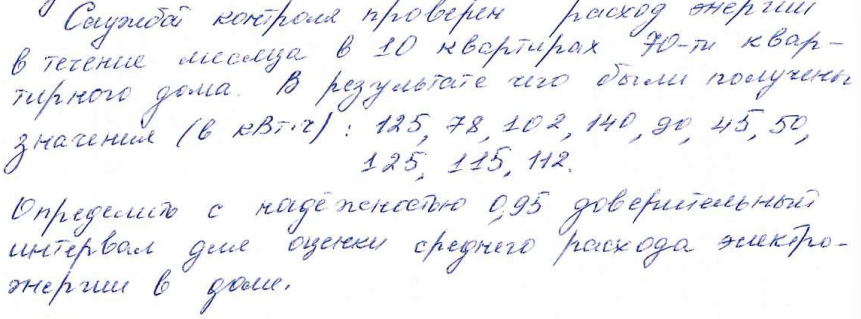 Службой контроля проверен расход энергии
в течение месяца в 10 квартирах 70-ти квар-
тирного дома. В результате чего были получены
значения (в кВт·ч): 125, 78, 102, 140, 90, 45, 50,
125, 115, 112.
Определить с надёжностью 0,95 доверительный
интервал для оценки среднего расхода электро-
энергии в доме.